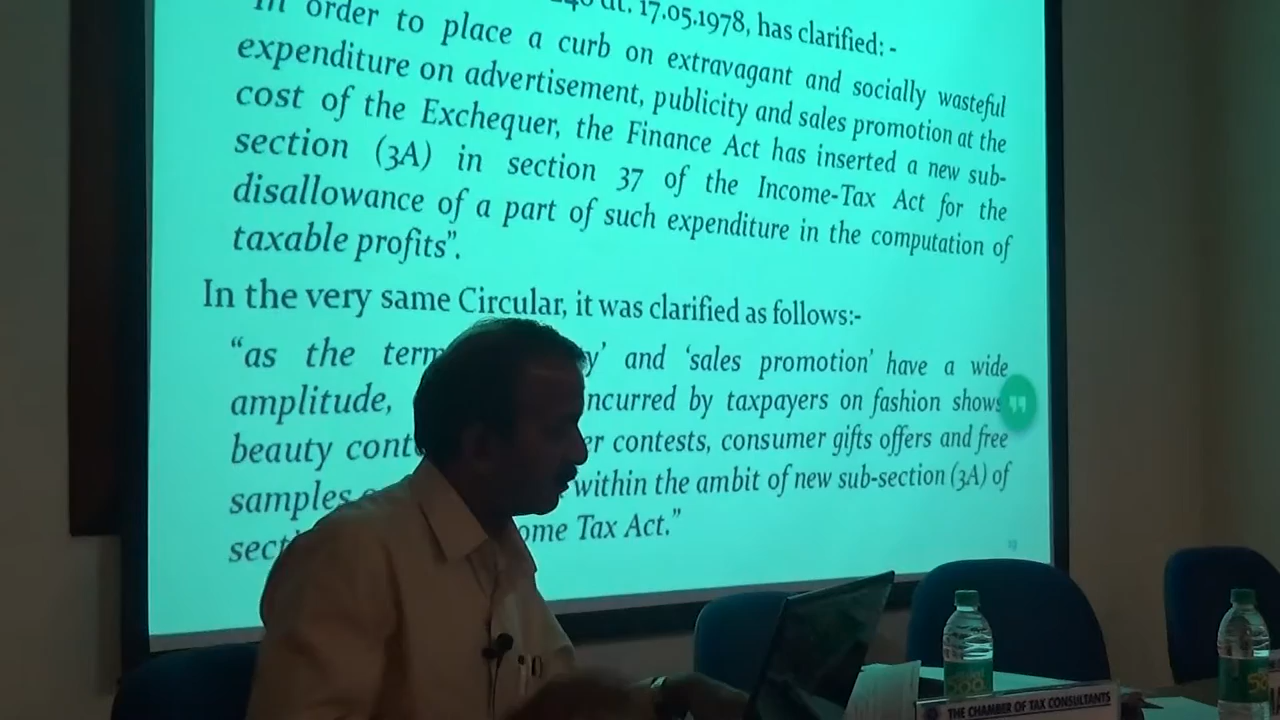 dt. 17.05.1978, has clarified: -
In order to place a curb on extravagant and socially wasteful
expenditure on advertisement, publicity and sales promotion at the
cost of the Exchequer, the Finance Act has inserted a new sub-
section (3A) in section 37 of the Income-Tax Act for the
disallowance of a part of such expenditure in the computation of
taxable profits”.
In the very same Circular, it was clarified as follows:-
“as the term y’ and ‘sales promotion’ have a wide
amplitude, ncurred by taxpayers on fashion shows
beauty cont er contests, consumer gifts offers and free
samples within the ambit of new sub-section (3A) of
sect ome Tax Act.”
THE CHAMBER OF TAX CONSULTANTS